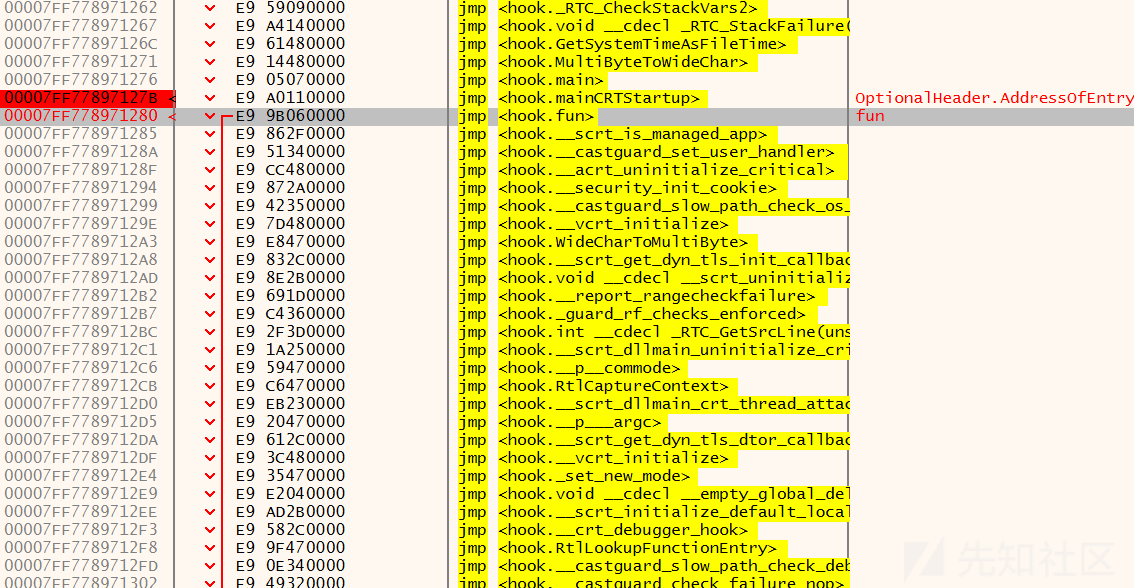 00007FF778971262 E9 59090000 jmp <hook._RTC_CheckStackVars2>
00007FF778971267 E9 A4140000 jmp <hook.void __cdecl _RTC_StackFailure(
00007FF77897126C E9 61480000 jmp <hook.GetSystemTimeAsFileTime>
00007FF778971271 E9 14480000 jmp <hook.MultiByteToWideChar>
00007FF778971276 E9 05070000 jmp <hook.main>
00007FF77897127B < E9 A0110000 jmp <hook.mainCRTStartup> OptionalHeader.AddressOfEntry
00007FF778971280 < E9 9B060000 jmp <hook.fun> fun
00007FF778971285 E9 862F0000 jmp <hook.__scrt_is_managed_app>
00007FF77897128A E9 51340000 jmp <hook.__castguard_set_user_handler>
00007FF77897128F E9 CC480000 jmp <hook.__acrt_uninitialize_critical>
00007FF778971294 E9 872A0000 jmp <hook.__security_init_cookie>
00007FF778971299 E9 42350000 jmp <hook.__castguard_slow_path_check_os_
00007FF77897129E E9 7D480000 jmp <hook.__vcrt_initialize>
00007FF7789712A3 E9 E8470000 jmp <hook.WideCharToMultiByte>
00007FF7789712A8 E9 832C0000 jmp <hook.__scrt_get_dyn_tls_init_callbac
00007FF7789712AD E9 8E2B0000 jmp <hook.void __cdecl __scrt_uninitializ
00007FF7789712B2 E9 691D0000 jmp <hook.__report_rangecheckfailure>
00007FF7789712B7 E9 C4360000 jmp <hook._guard_rf_checks_enforced>
00007FF7789712BC E9 2F3D0000 jmp <hook.int __cdecl _RTC_GetSrcLine(uns
00007FF7789712C1 E9 1A250000 jmp <hook.__scrt_dllmain_uninitialize_cri
00007FF7789712C6 E9 59470000 jmp <hook.__p__commode>
00007FF7789712CB E9 C6470000 jmp <hook.RtlCaptureContext>
00007FF7789712D0 E9 EB230000 jmp <hook.__scrt_dllmain_crt_thread_attac
00007FF7789712D5 E9 20470000 jmp <hook.__p___argc>
00007FF7789712DA E9 612C0000 jmp <hook.__scrt_get_dyn_tls_dtor_callbac
00007FF7789712DF E9 3C480000 jmp <hook.__vcrt_initialize>
00007FF7789712E4 E9 35470000 jmp <hook._set_new_mode>
00007FF7789712E9 E9 E2040000 jmp <hook.void __cdecl __empty_global_del
00007FF7789712EE E9 AD2B0000 jmp <hook.__scrt_initialize_default_local
00007FF7789712F3 E9 582C0000 jmp <hook.__crt_debugger_hook>
00007FF7789712F8 E9 9F470000 jmp <hook.RtlLookupFunctionEntry>
00007FF7789712FD E9 0E340000 jmp <hook.__castguard_slow_path_check_deb
00007FF778971302 E9 49320000 jmp <hook.__castguard_check_failure_nop>
先知社区